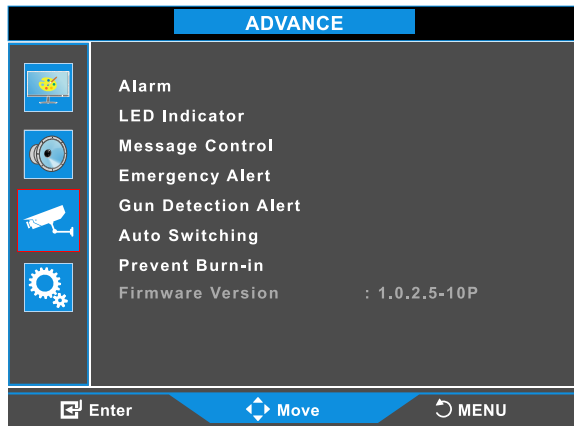 ADVANCE
Alarm
LED Indicator
Message Control
Emergency Alert
Gun Detection Alert
Auto Switching
Prevent Burn-in
Firmware Version : 1.0.2.5-10P
Enter Move MENU